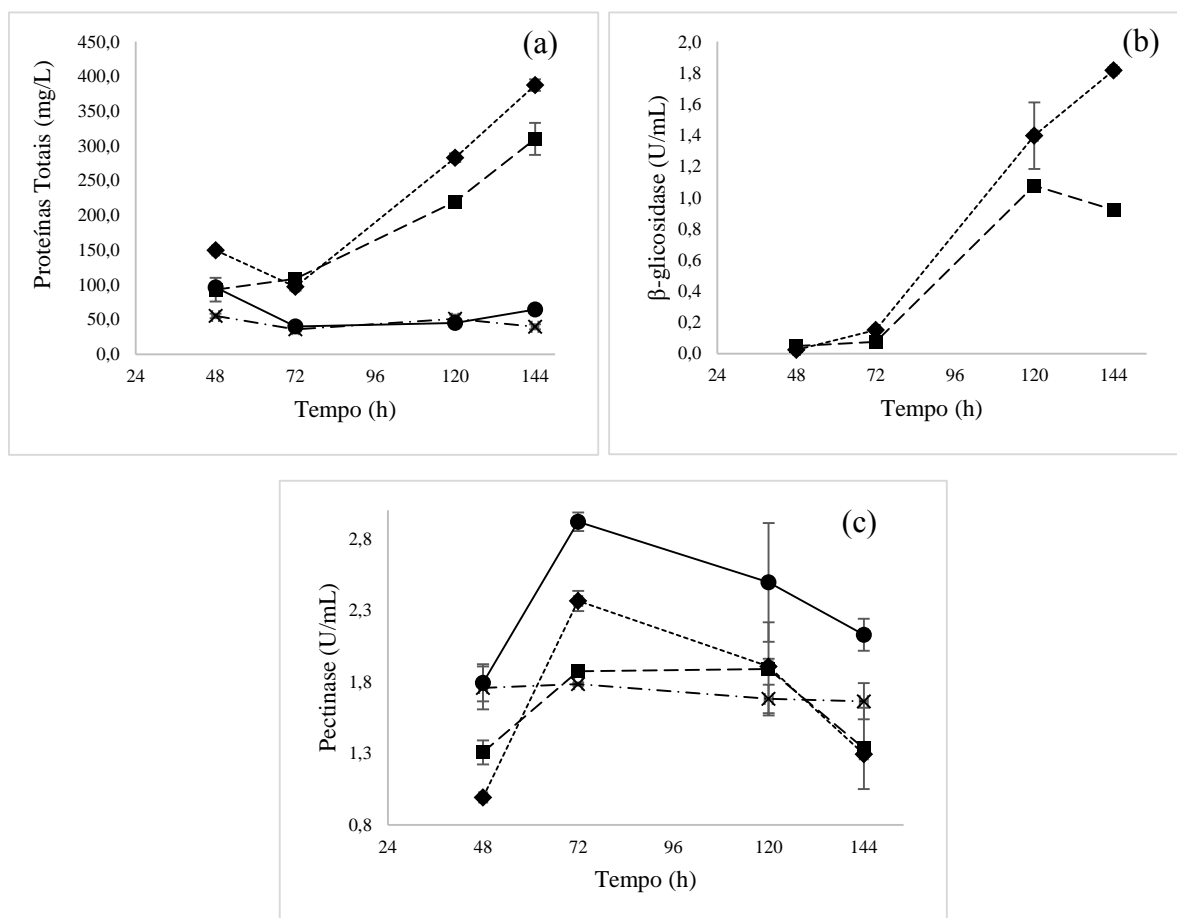 (a)
Proteínas Totais (mg/L)
450,0
400,0
350,0
300,0
250,0
200,0
150,0
100,0
50,0
0,0
24 48 72 96 120 144
Tempo (h)
(b)
β-glicosidase (U/mL)
2,0
1,8
1,6
1,4
1,2
1,0
0,8
0,6
0,4
0,2
0,0
24 48 72 96 120 144
Tempo (h)
(c)
Pectinase (U/mL)
2,8
2,3
1,8
1,3
0,8
24 48 72 96 120 144
Tempo (h)